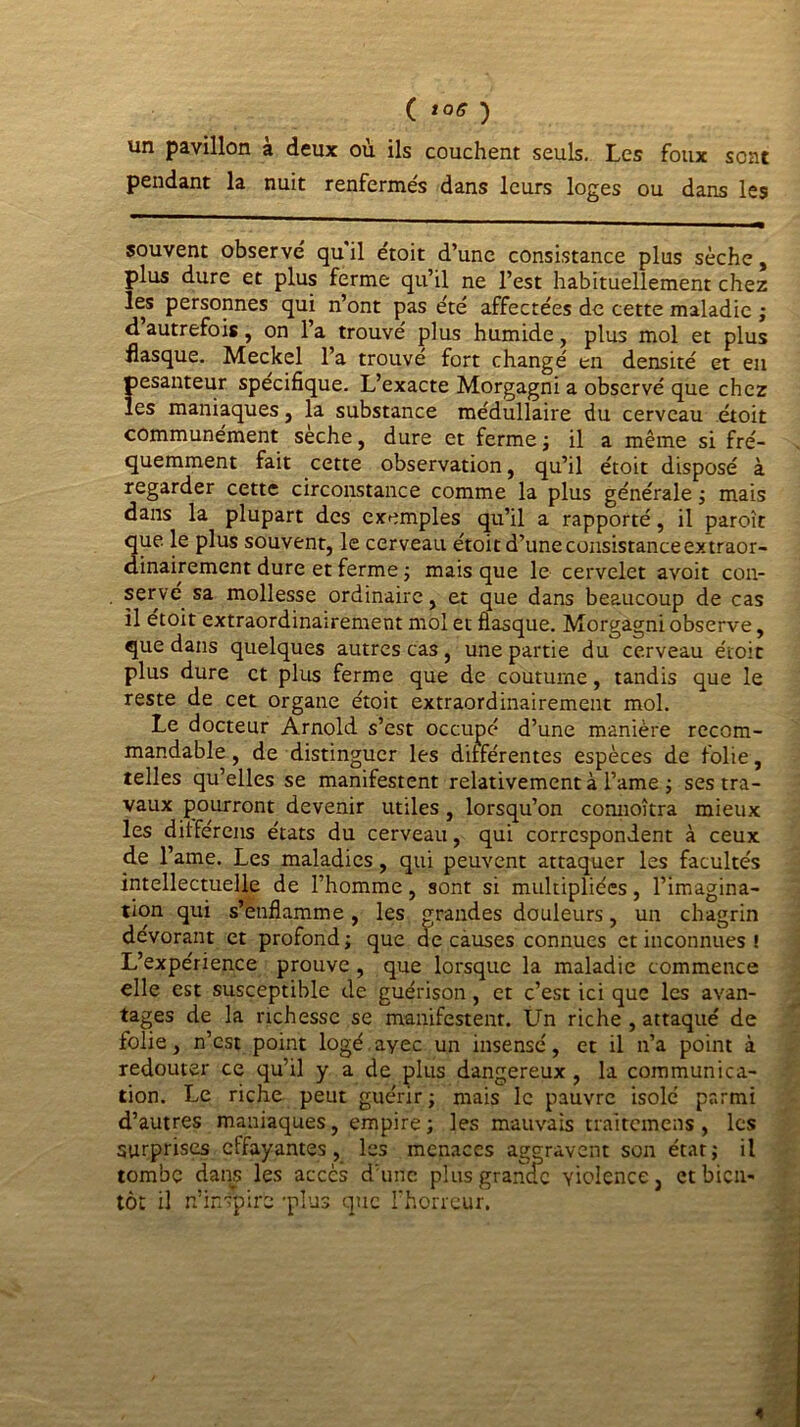 ( 106 )
un pavillon à deux où ils couchent seuls. Les foux sont
pendant la nuit renfermés dans leurs loges ou dans les
souvent observé qu'il étoit d'une consistance plus sèche,
plus dure et plus ferme qu'il ne l'est habituellement chez
les personnes qui n'ont pas été affectées de cette maladie ;
d'autrefois, on l'a trouvé plus humide, plus mol et plus
flasque. Meckel l'a trouvé fort changé en densité et en
pesanteur spécifique. L'exacte Morgagni a observé que chez
les maniaques, la substance médullaire du cerveau étoit
communément sèche, dure et ferme ; il a même si fré-
quemment fait cette observation, qu'il étoit disposé à
regarder cette circonstance comme la plus générale ; mais
dans la plupart des exemples qu'il a rapporté, il paroît
que le plus souvent, le cerveau étoit d'une consistance extraor-
dinairement dure et ferme ; mais que le cervelet avoit con-
servé sa mollesse ordinaire, et que dans beaucoup de cas
il étoit extraordinairement mol et flasque. Morgagni observe,
que dans quelques autres cas, une partie du cerveau étoit
plus dure et plus ferme que de coutume, tandis que le
reste de cet organe étoit extraordinairement mol.
Le docteur Arnold s'est occupé d'une manière recom-
mandable, de distinguer les différentes espèces de folie,
telles qu'elles se manifestent relativement à l'ame ; ses tra-
vaux pourront devenir utiles, lorsqu'on connoîtra mieux
les différens états du cerveau, qui correspondent à ceux
de l'ame. Les maladies, qui peuvent attaquer les facultés
intellectuelle de l'homme, sont si multipliées, l'imagina-
tion qui s'enflamme, les grandes douleurs, un chagrin
dévorant et profond ; que de causes connues et inconnues !
L'expérience prouve, que lorsque la maladie commence
elle est susceptible de guérison, et c'est ici que les avan-
tages de la richesse se manifestent. Un riche, attaqué de
folie, n'est point logé avec un insensé, et il n'a point à
redouter ce qu'il y a de plus dangereux, la communica-
tion. Le riche peut guérir ; mais le pauvre isolé parmi
d'autres maniaques, empire ; les mauvais traitemens, les
surprises effayantes, les menaces aggravent son état ; il
tombe dans les accès d'une plus grande violence, et bien-
tôt il n'inspire plus que l'horreur.